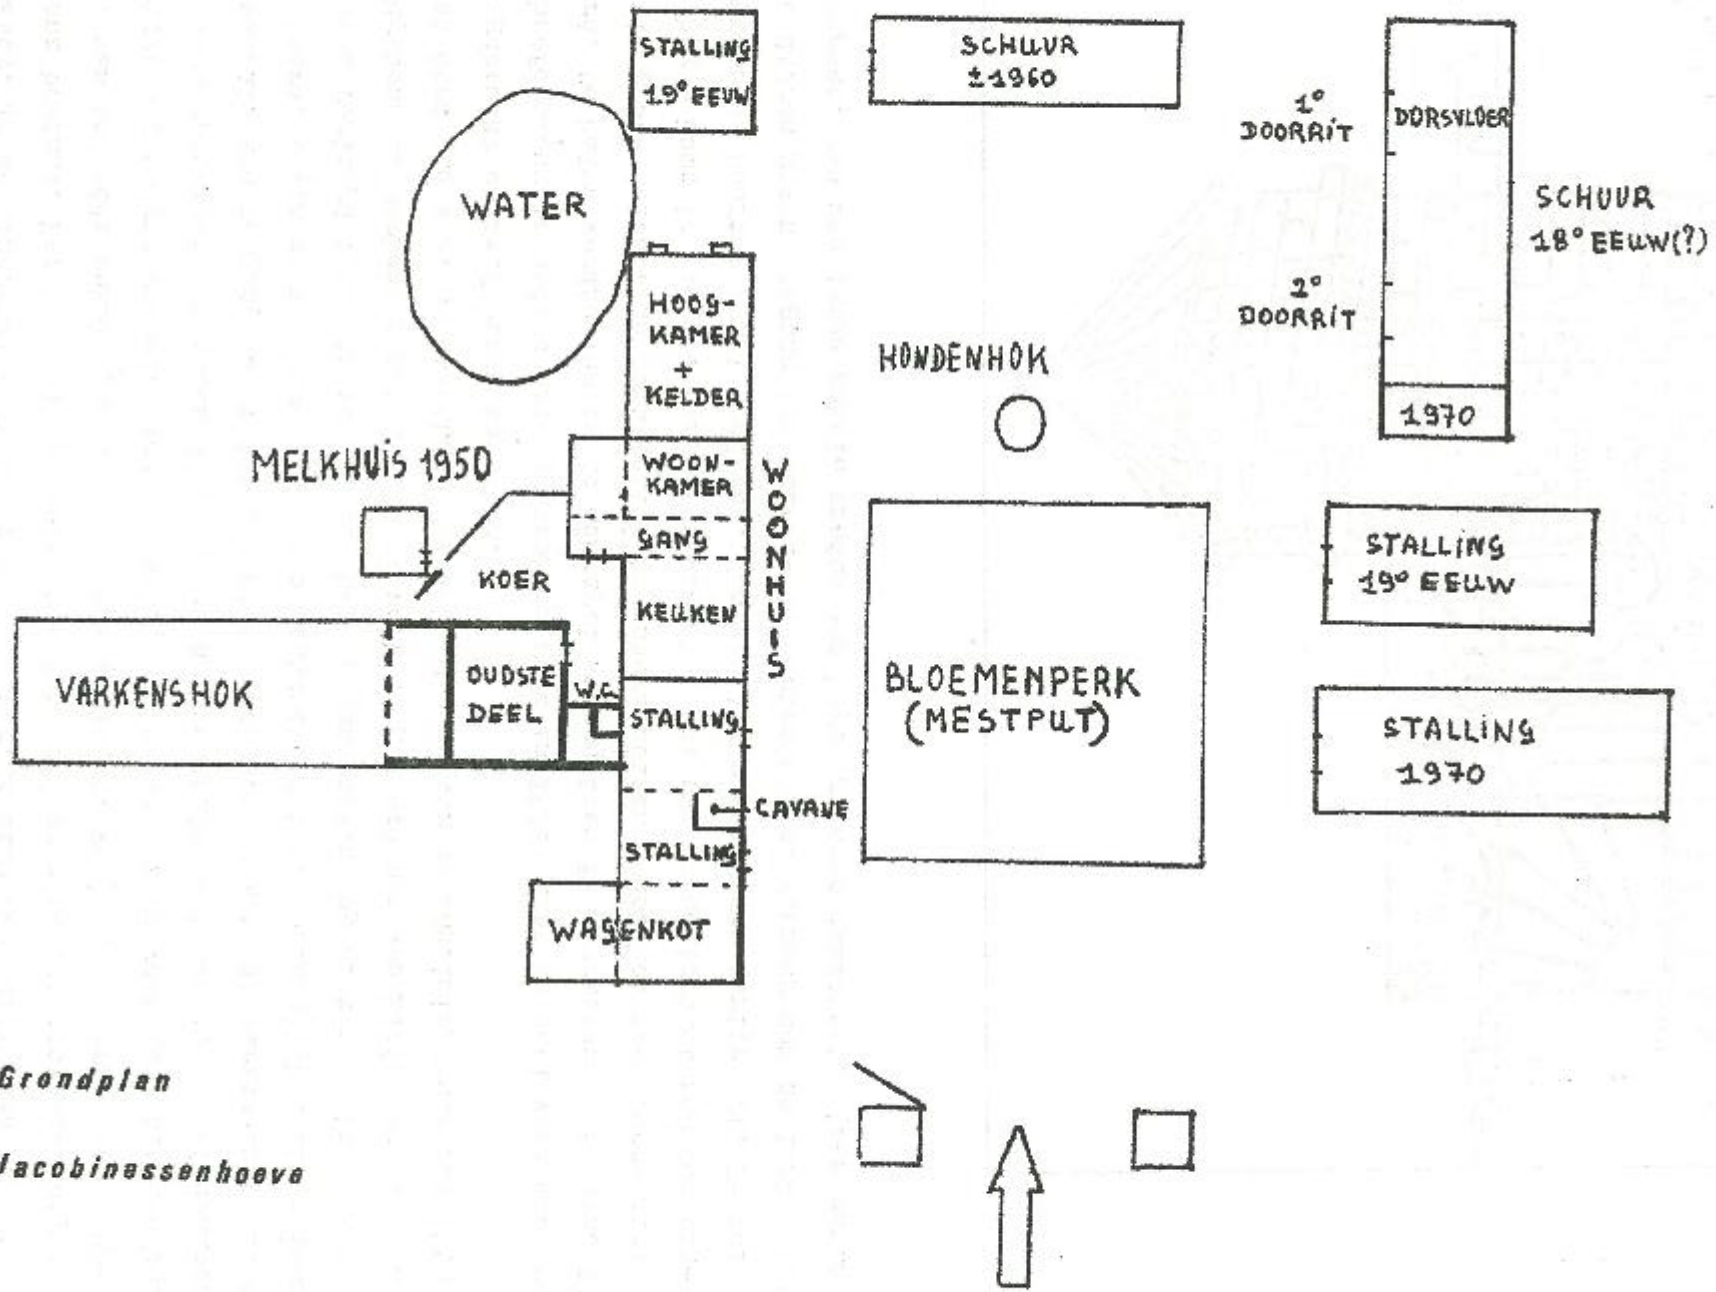 STALLING
19° EEUW
SCHUUR
±1960
1°
DOORRIT
DORSVLOER
SCHUUR
18° EEUW(?)
2°
DOORRIT
1970
WATER
HOOG-
KAMER
+
KELDER
HONDENHOK
MELKHUIS 1950
WOON-
KAMER
GANG
WOONHUIS
KOER
KEUKEN
STALLING
19° EEUW
VARKENSHOK
OUDSTE
DEEL
W.C.
STALLING
BLOEMENPERK
(MESTPUT)
STALLING
1970
CAVANE
STALLING
WAGENKOT
Grondplan
Jacobinessenhoeve